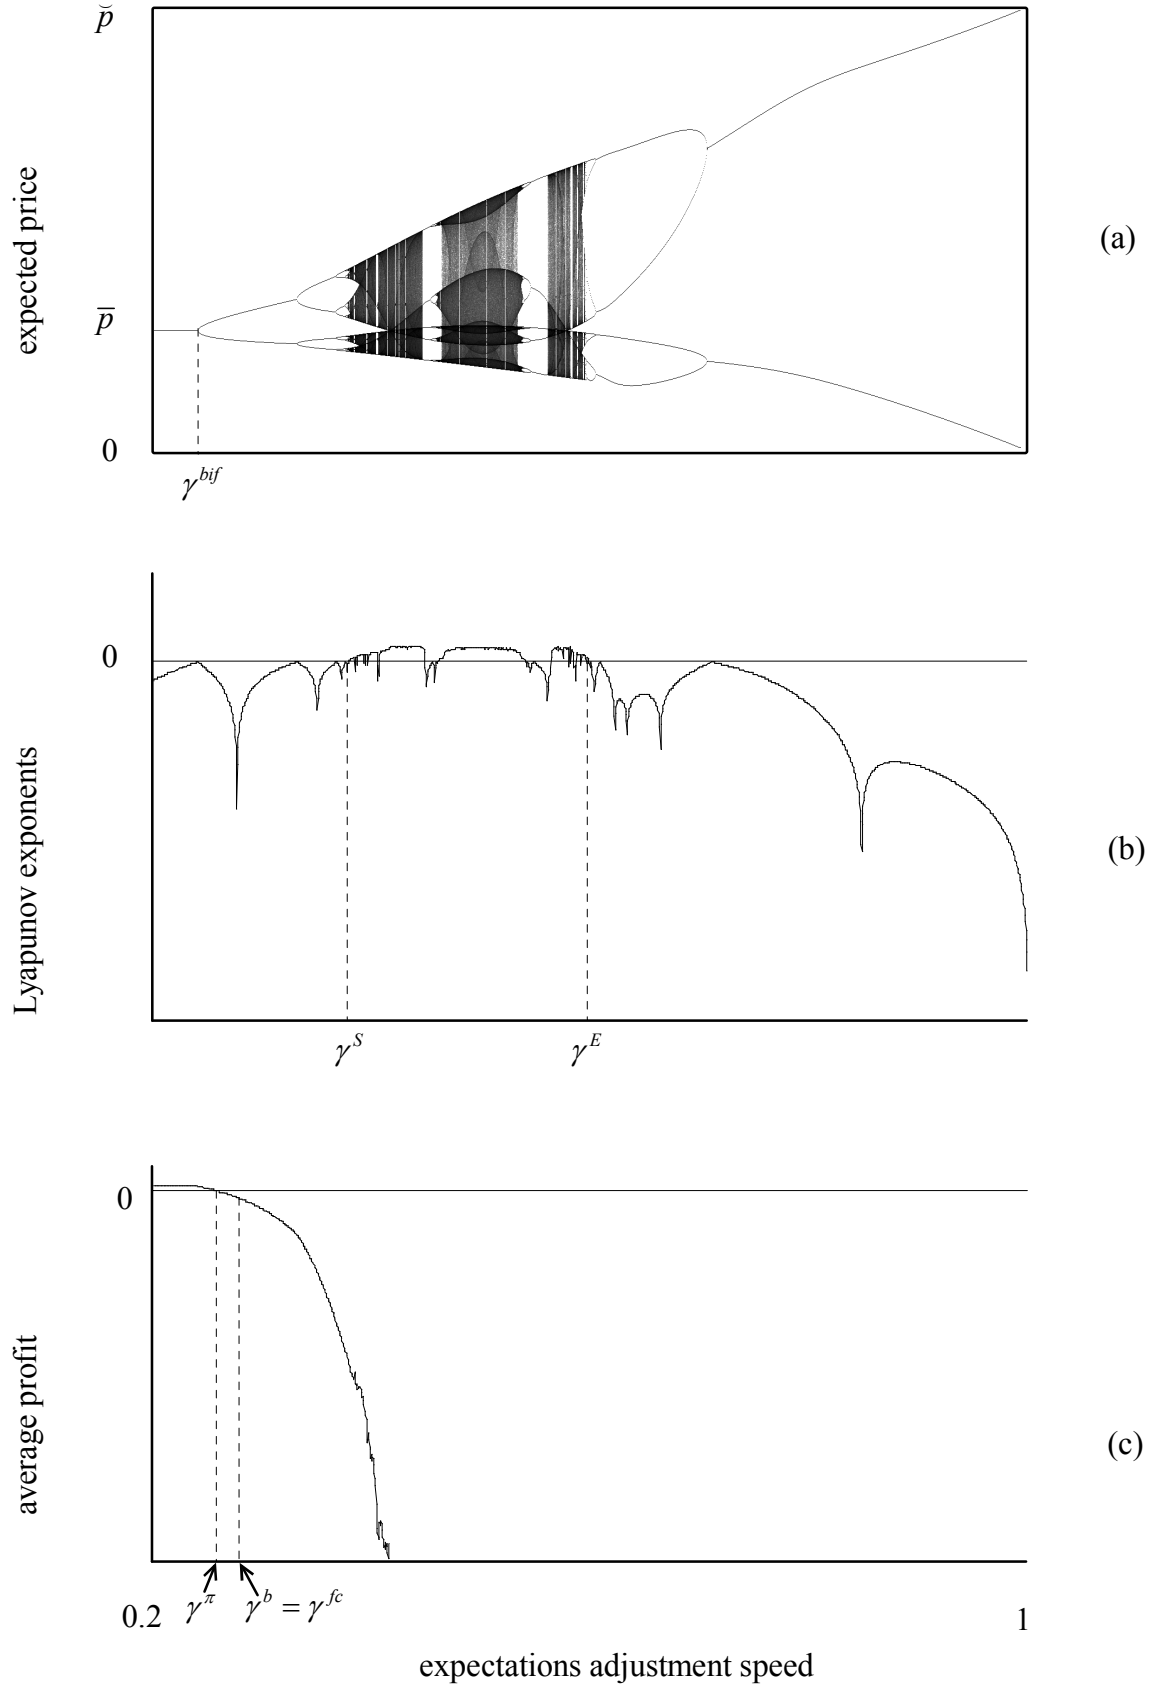 p̆
expected price
(a)
p̄
0
γ^bif
0
Lyapunov exponents
(b)
γ^S
γ^E
0
average profit
(c)
γ^π
γ^b = γ^fc
0.2
1
expectations adjustment speed